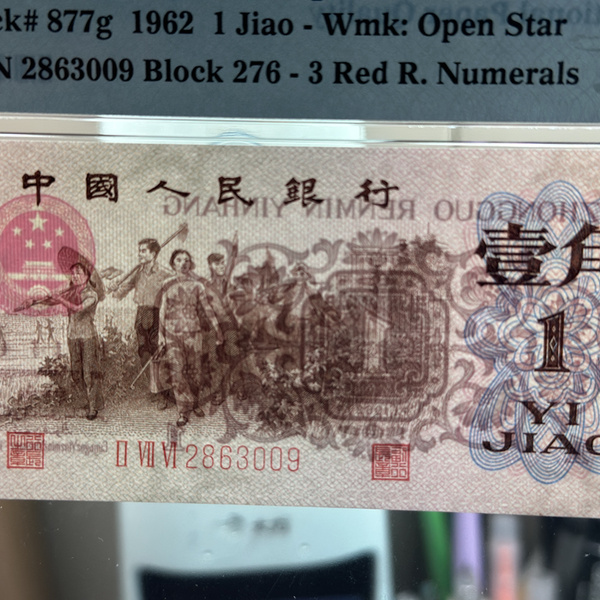 ck# 877g 1962 1 Jiao - Wmk: Open Star
N 2863009 Block 276 - 3 Red R. Numerals
中國人民銀行
ZHONGGUO RENMIN YINHANG
壹角
1
YI
JIAO
II VII VI 2863009